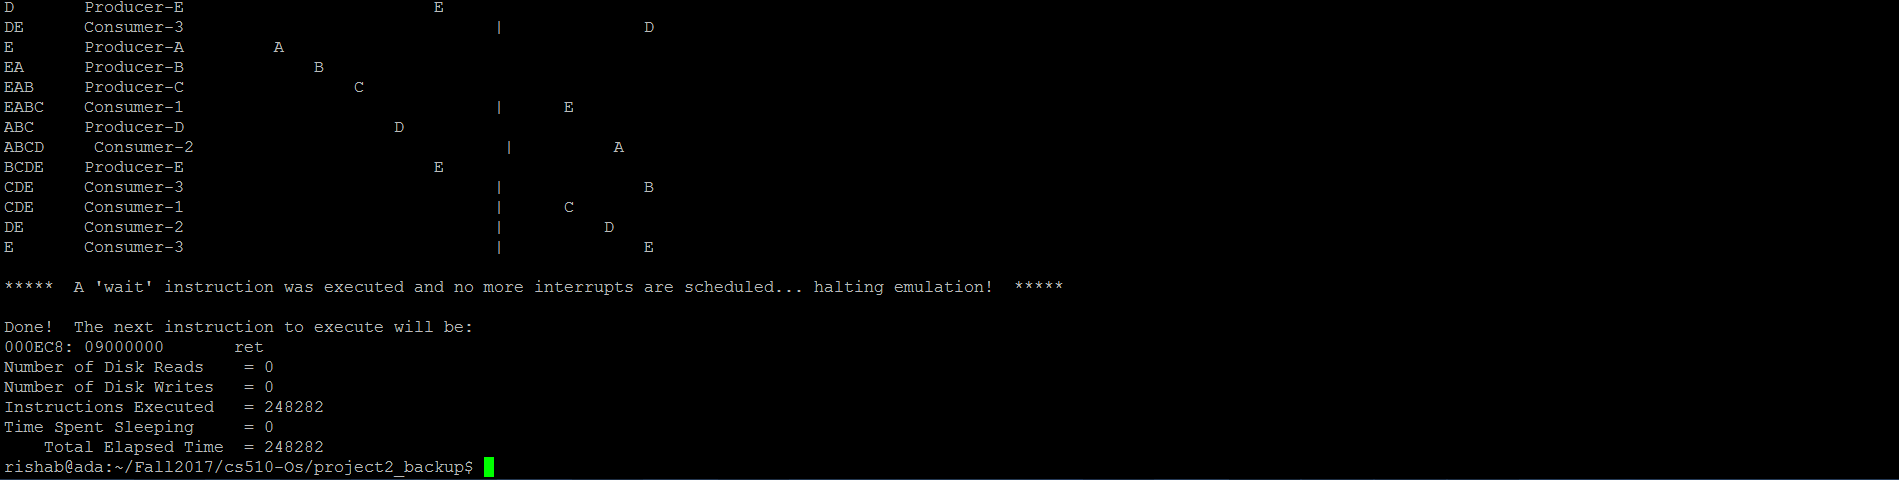 D       Producer-E                         E
DE      Consumer-3                               |              D
E       Producer-A         A
EA      Producer-B             B
EAB     Producer-C                 C
EABC    Consumer-1                               |      E
ABC     Producer-D                     D
ABCD     Consumer-2                               |          A
BCDE    Producer-E                         E
CDE     Consumer-3                               |              B
CDE     Consumer-1                               |      C
DE      Consumer-2                               |          D
E       Consumer-3                               |              E
*****  A 'wait' instruction was executed and no more interrupts are scheduled... halting emulation!  *****
Done!  The next instruction to execute will be:
000EC8: 09000000       ret
Number of Disk Reads    = 0
Number of Disk Writes   = 0
Instructions Executed   = 248282
Time Spent Sleeping     = 0
    Total Elapsed Time  = 248282
rishab@ada:~/Fall2017/cs510-Os/project2_backup$